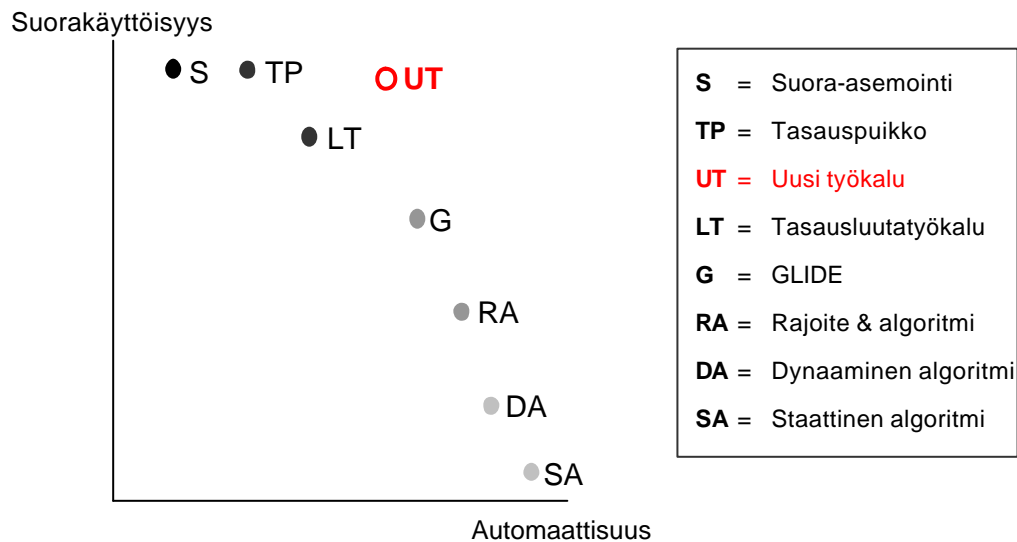 Suorakäyttöisyys
S
TP
UT
LT
G
RA
DA
SA
Automaattisuus
S = Suora-asemointi
TP = Tasauspuikko
UT = Uusi työkalu
LT = Tasausluutatyökalu
G = GLIDE
RA = Rajoite & algoritmi
DA = Dynaaminen algoritmi
SA = Staattinen algoritmi